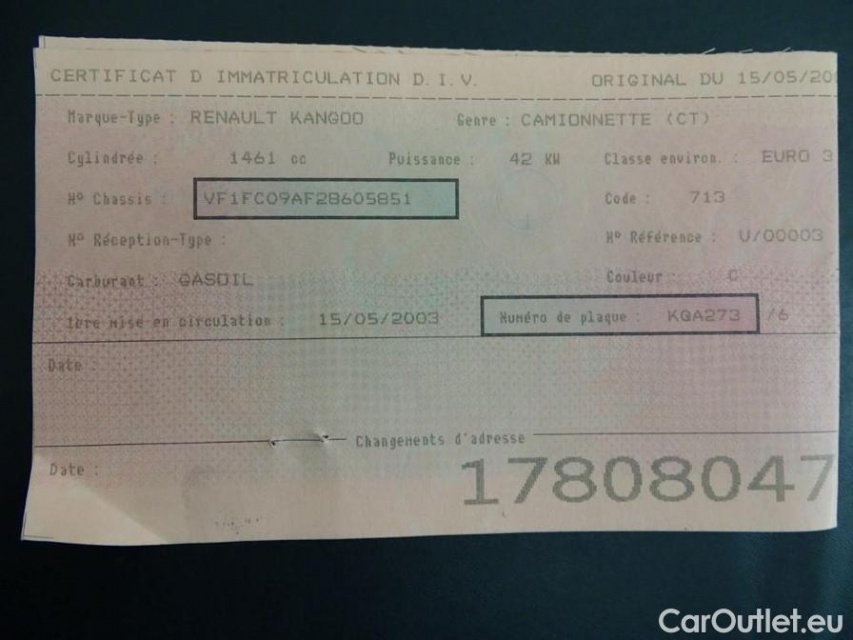 CERTIFICAT D IMMATRICULATION D.I.V. ORIGINAL DU 15/05/20
Marque-Type : RENAULT KANGOO Genre : CAMIONNETTE (CT)
Cylindrée : 1461 cc Puissance : 42 KW Classe environ. : EURO 3
Nº Chassis : VF1FC09AF28605851 Code : 713
Nº Réception-Type :
Nº Référence : U/00003
Carburant : GASOIL Couleur : C
1ère mise en circulation : 15/05/2003 Numéro de plaque : KGA273 /6
Date :
Changements d'adresse
Date :
17808047
CarOutlet.eu